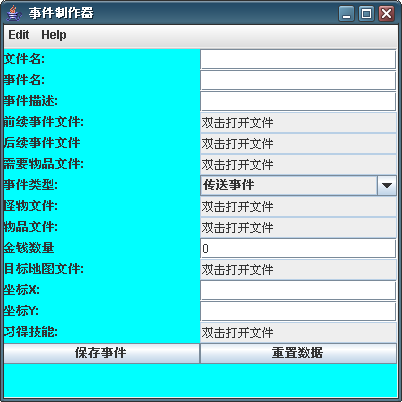 事件制作器
Edit Help
文件名:
事件名:
事件描述:
前续事件文件: 双击打开文件
后续事件文件 双击打开文件
需要物品文件: 双击打开文件
事件类型: 传送事件
怪物文件: 双击打开文件
物品文件: 双击打开文件
金钱数量 0
目标地图文件: 双击打开文件
坐标X:
坐标Y:
习得技能: 双击打开文件
保存事件 重置数据